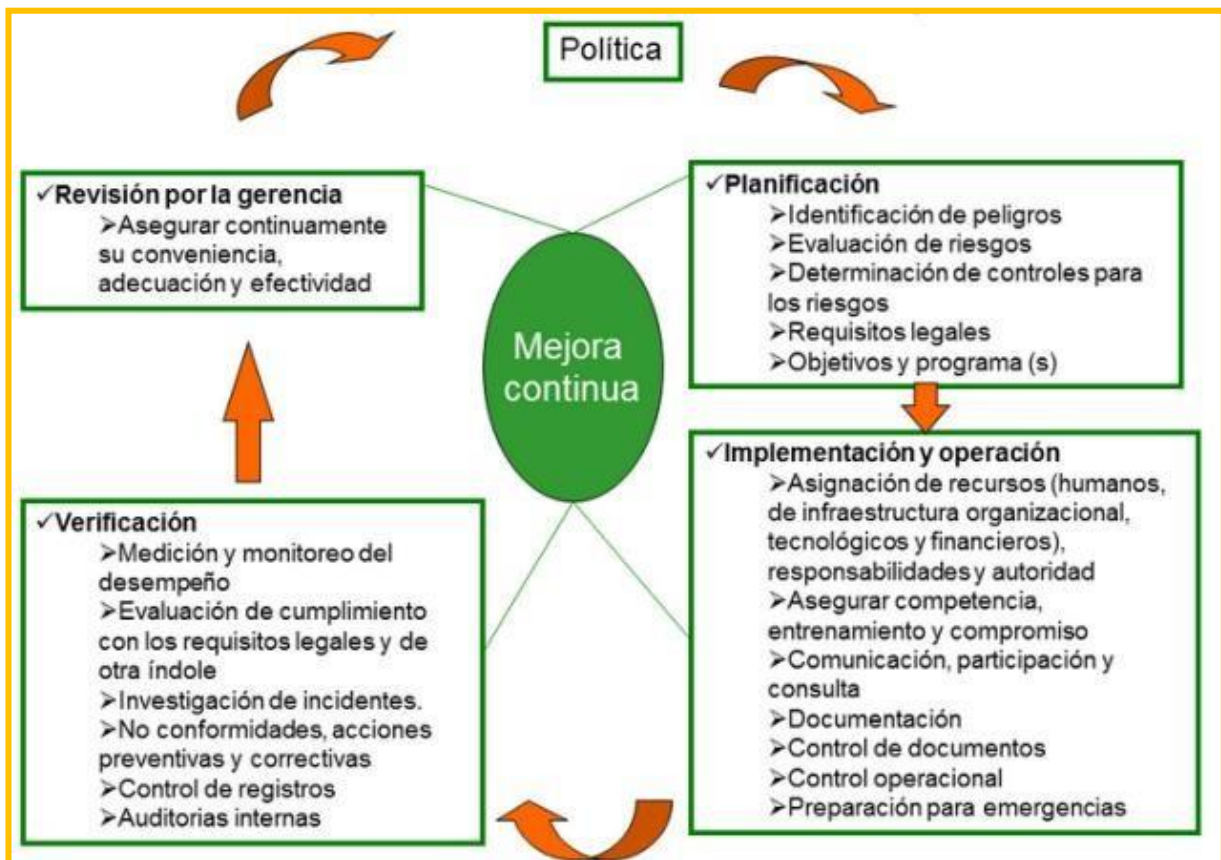 Política
✓Revisión por la gerencia
➢Asegurar continuamente
su conveniencia,
adecuación y efectividad
✓Planificación
➢Identificación de peligros
➢Evaluación de riesgos
➢Determinación de controles para
los riesgos
➢Requisitos legales
➢Objetivos y programa (s)
Mejora
continua
✓Implementación y operación
➢Asignación de recursos (humanos,
de infraestructura organizacional,
tecnológicos y financieros),
responsabilidades y autoridad
➢Asegurar competencia,
entrenamiento y compromiso
➢Comunicación, participación y
consulta
➢Documentación
➢Control de documentos
➢Control operacional
➢Preparación para emergencias
✓Verificación
➢Medición y monitoreo del
desempeño
➢Evaluación de cumplimiento
con los requisitos legales y de
otra índole
➢Investigación de incidentes.
➢No conformidades, acciones
preventivas y correctivas
➢Control de registros
➢Auditorias internas